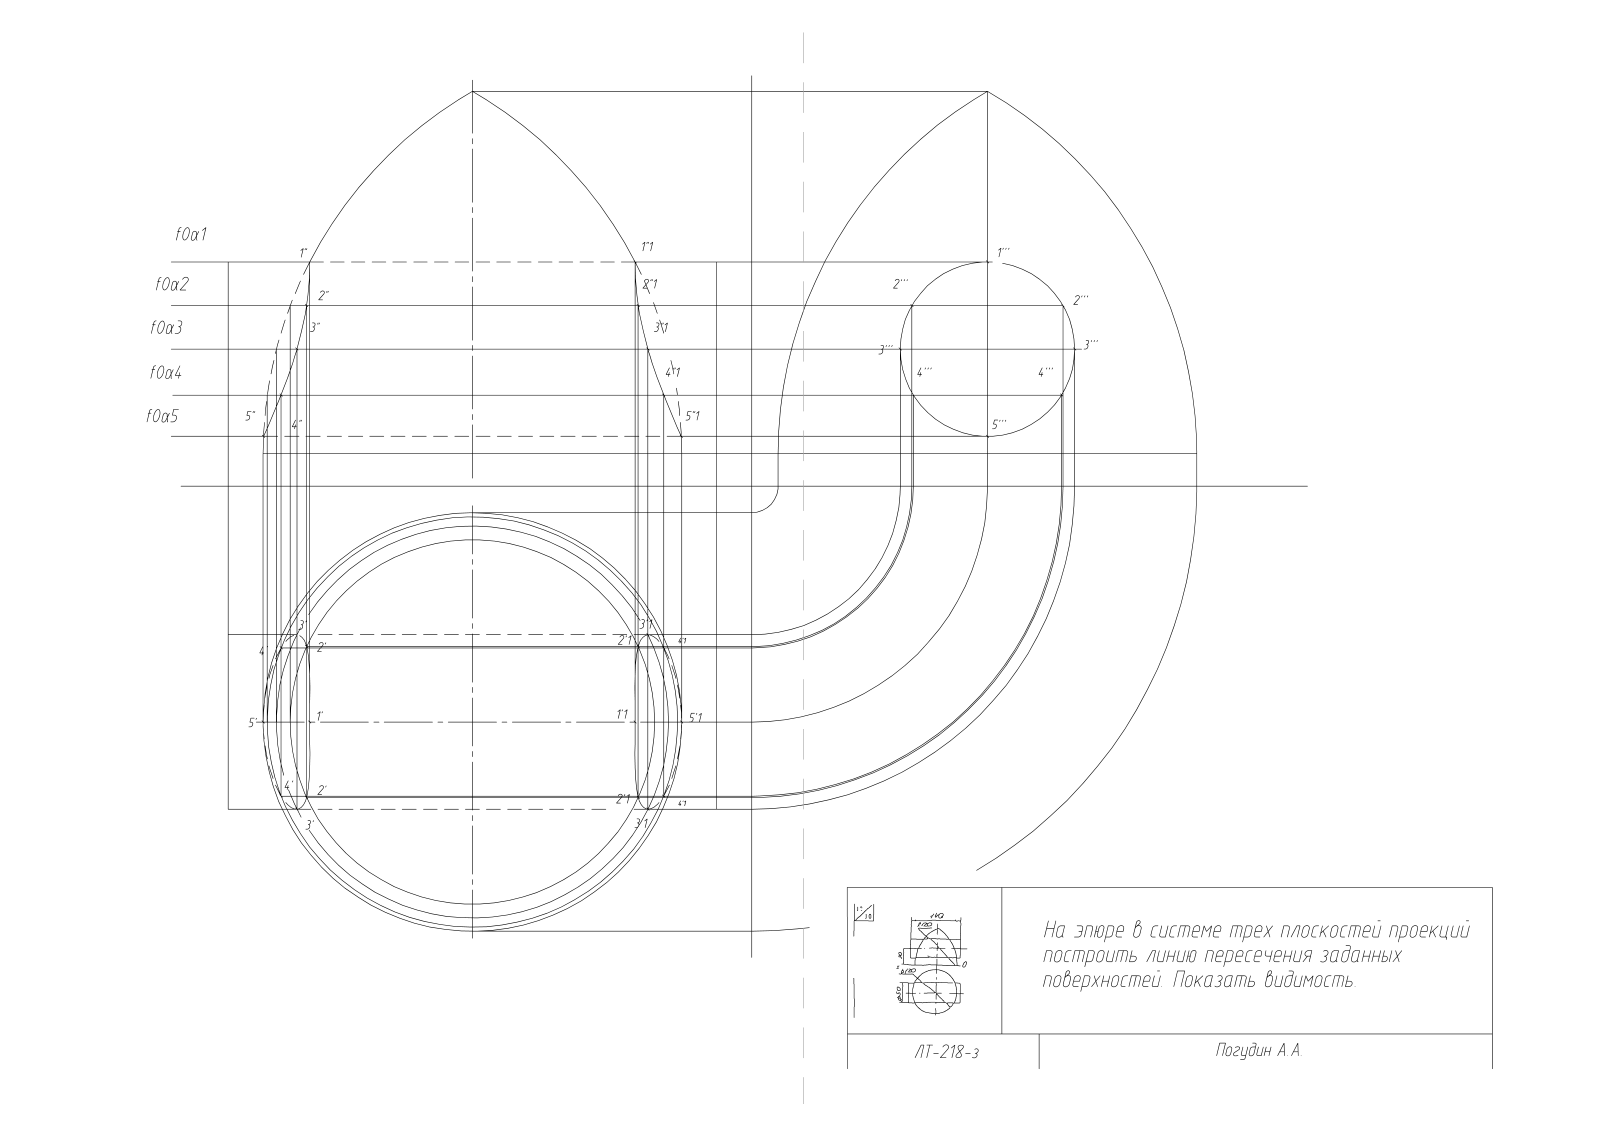 f0α1
1" 1"1 1'''
f0α2
2" 2"1 2''' 2'''
f0α3
3" 3"1 3''' 3'''
f0α4
4"1 4''' 4'''
f0α5
5" 4" 5"1 5'''
3' 3'1
4' 2' 2'1
5' 1' 1'1 5'1
4' 2' 2'1
3' 3'1
140
На эпюре в системе трех плоскостей проекций
построить линию пересечения заданных
поверхностей. Показать видимость.
ЛТ-218-з
Погудин А.А.